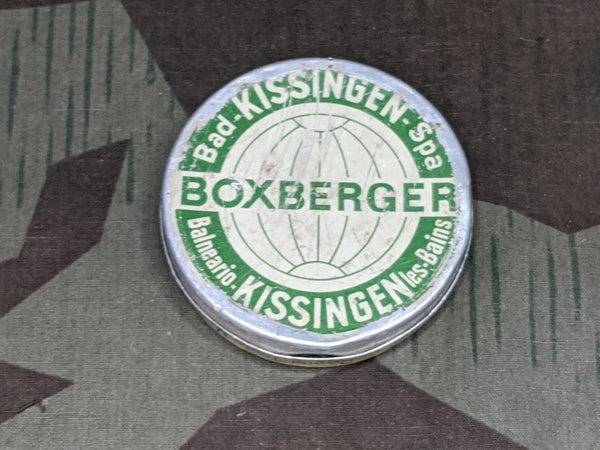 Bad-KISSINGEN-Spa
BOXBERGER
Balneario-KISSINGEN les-Bains